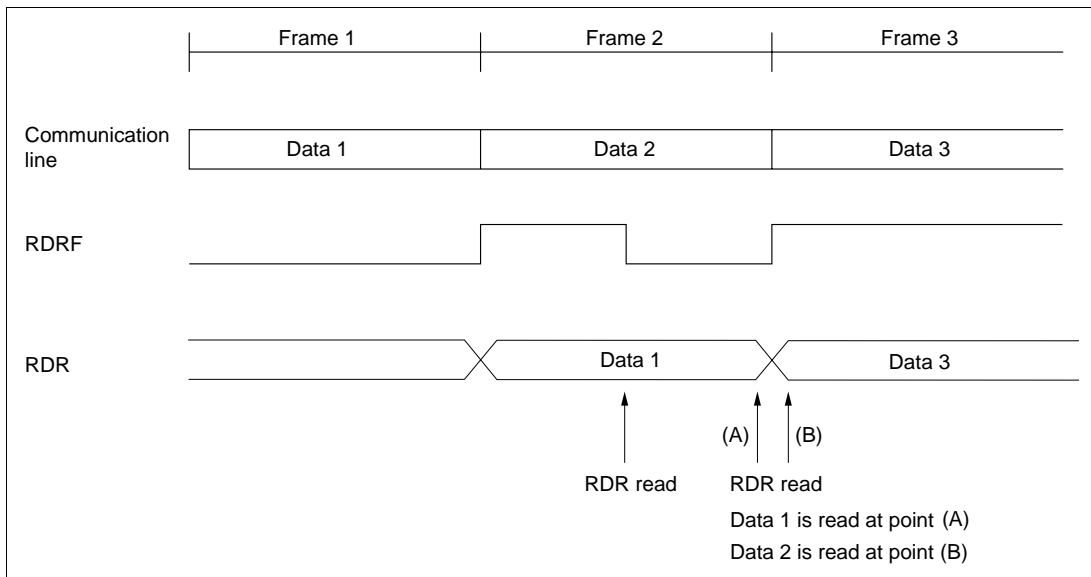 Frame 1 Frame 2 Frame 3
Communication
line
Data 1 Data 2 Data 3
RDRF
RDR
Data 1 Data 3
(A) (B)
RDR read RDR read
Data 1 is read at point (A)
Data 2 is read at point (B)